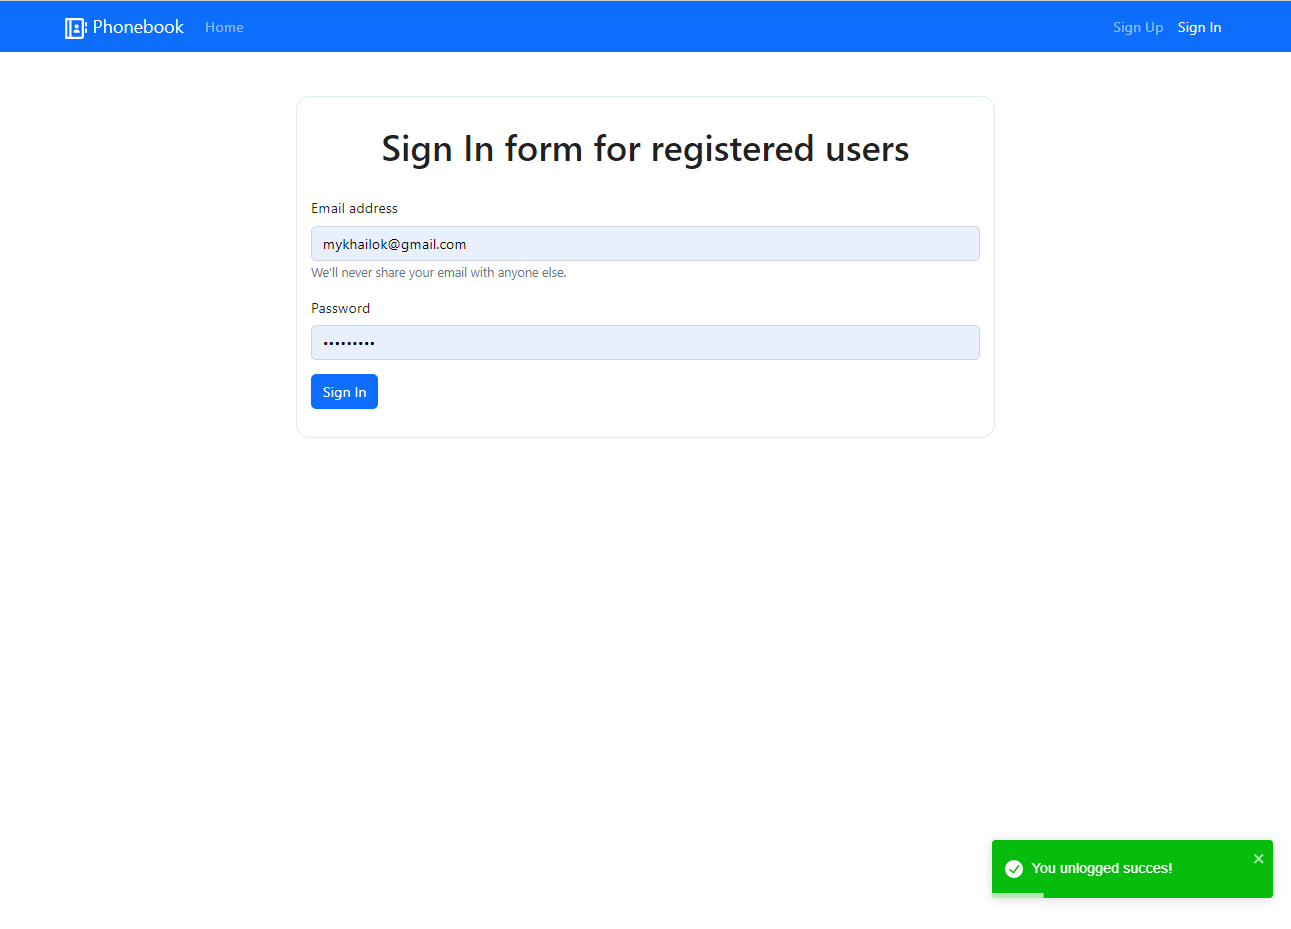 Phonebook Home Sign Up Sign In
Sign In form for registered users
Email address
mykhailok@gmail.com
We'll never share your email with anyone else.
Password
•••••••••
Sign In
You unlogged succes!